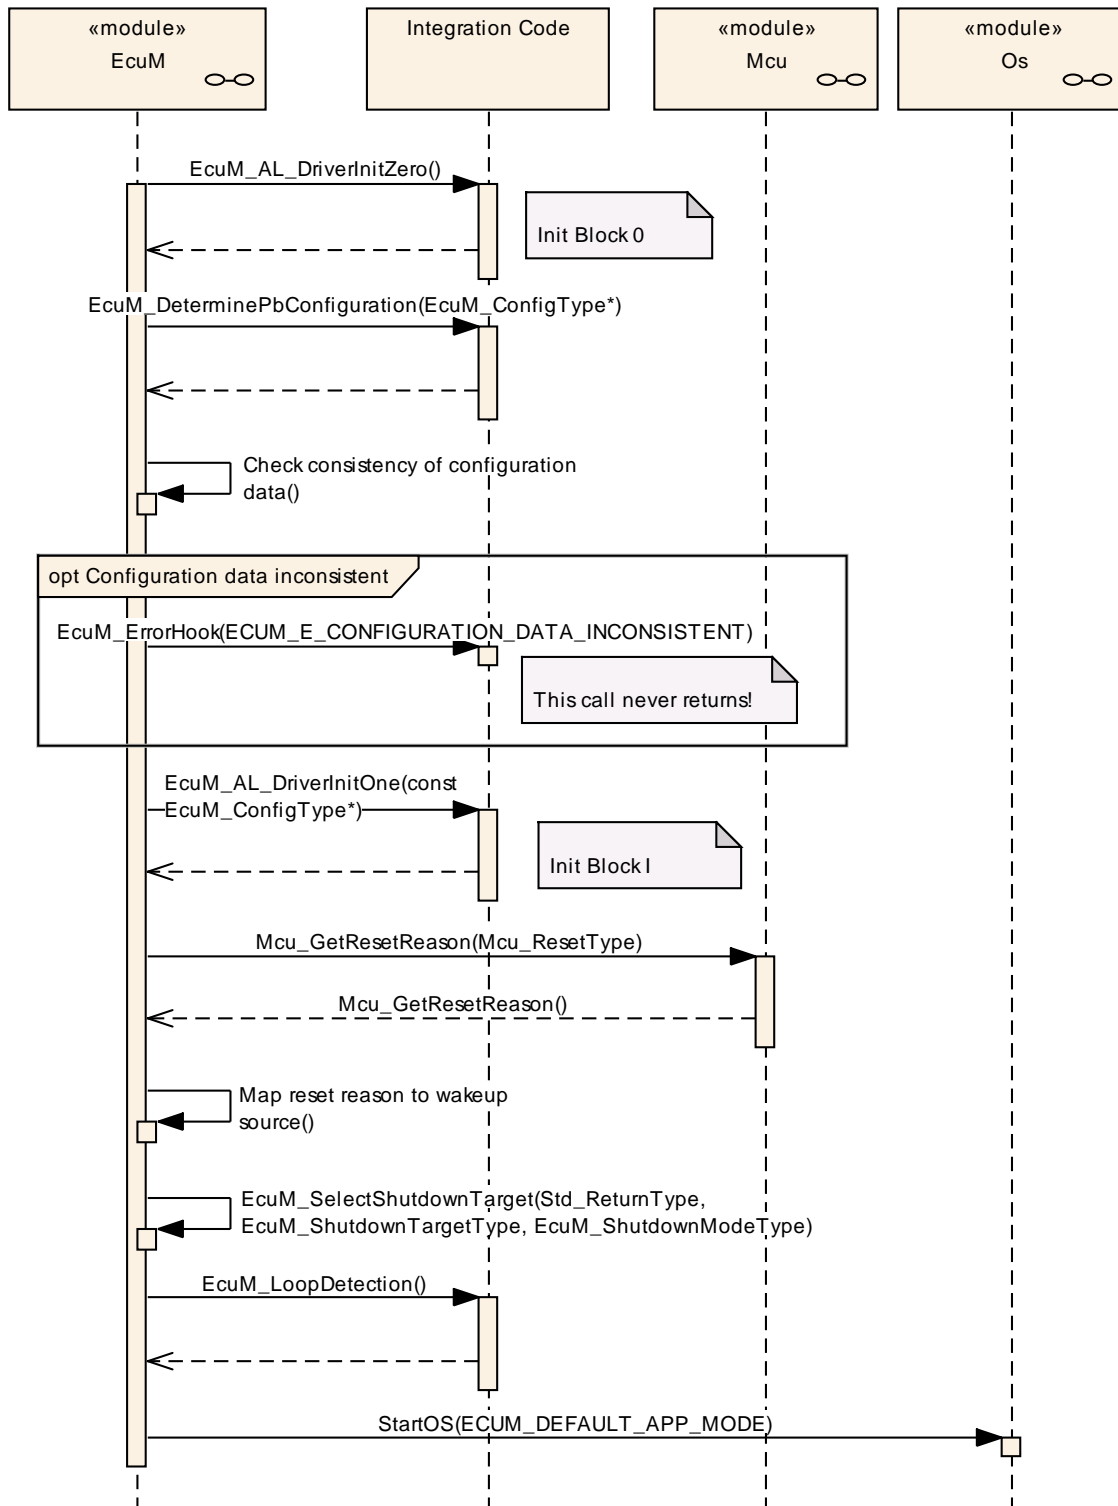 «module»
EcuM
Integration Code
«module»
Mcu
«module»
Os
EcuM_AL_DriverInitZero()
Init Block 0
EcuM_DeterminePbConfiguration(EcuM_ConfigType*)
Check consistency of configuration
data()
opt Configuration data inconsistent
EcuM_ErrorHook(ECUM_E_CONFIGURATION_DATA_INCONSISTENT)
This call never returns!
EcuM_AL_DriverInitOne(const
EcuM_ConfigType*)
Init Block I
Mcu_GetResetReason(Mcu_ResetType)
Mcu_GetResetReason()
Map reset reason to wakeup
source()
EcuM_SelectShutdownTarget(Std_ReturnType,
EcuM_ShutdownTargetType, EcuM_ShutdownModeType)
EcuM_LoopDetection()
StartOS(ECUM_DEFAULT_APP_MODE)